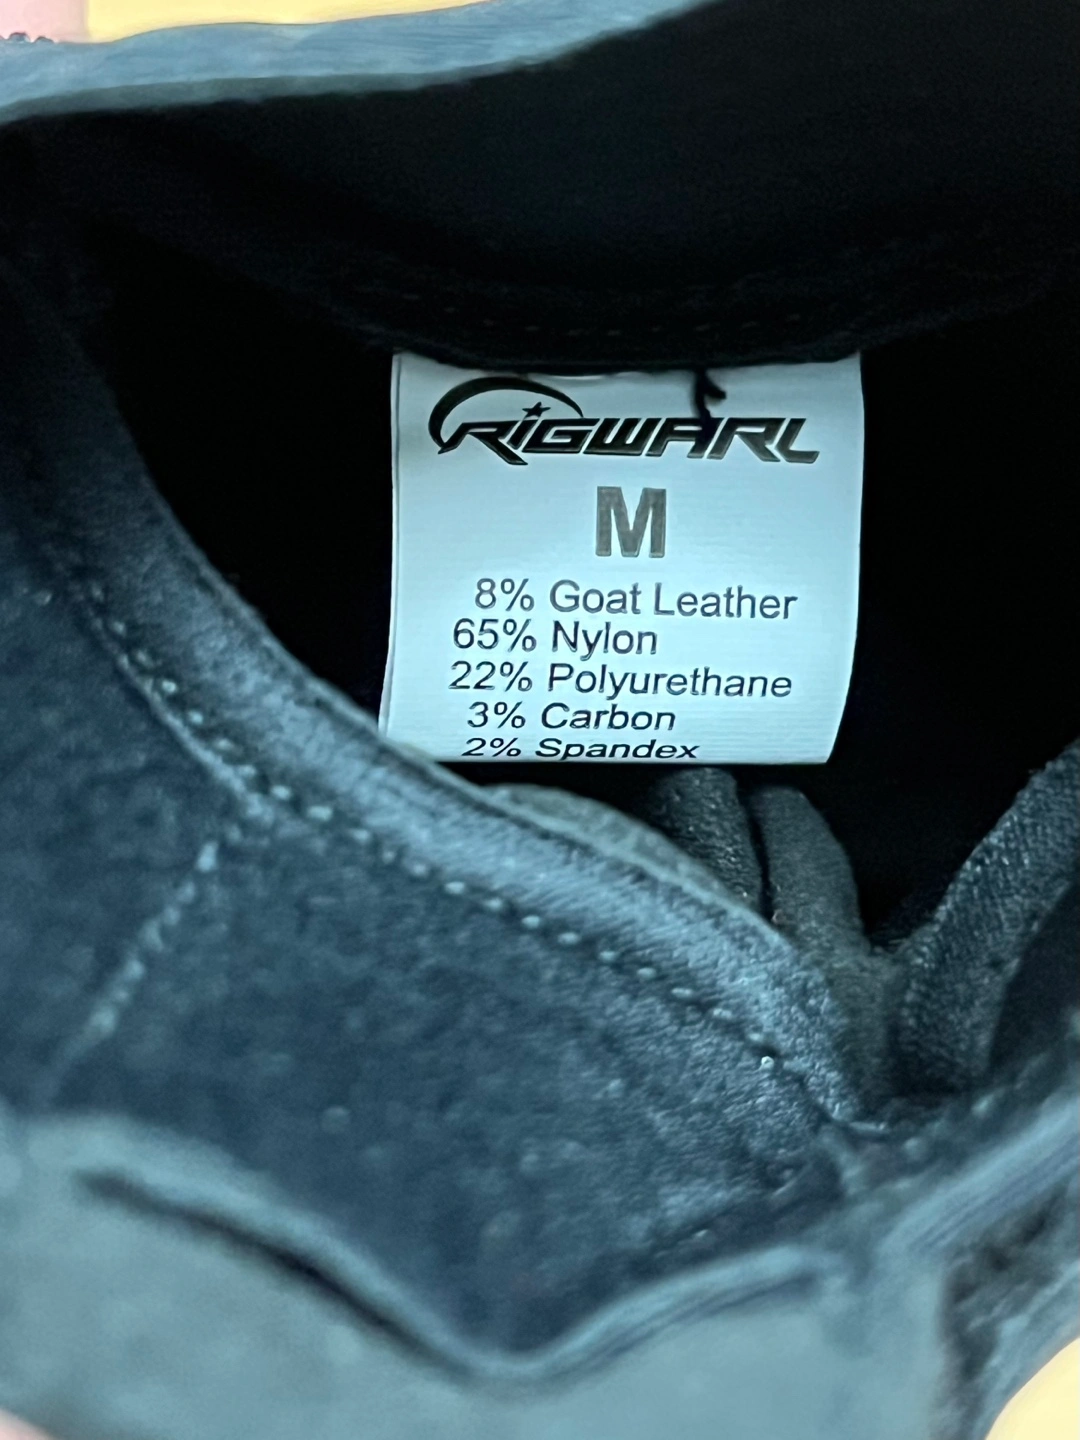 RiGWARL
M
8% Goat Leather
65% Nylon
22% Polyurethane
3% Carbon
2% Spandex